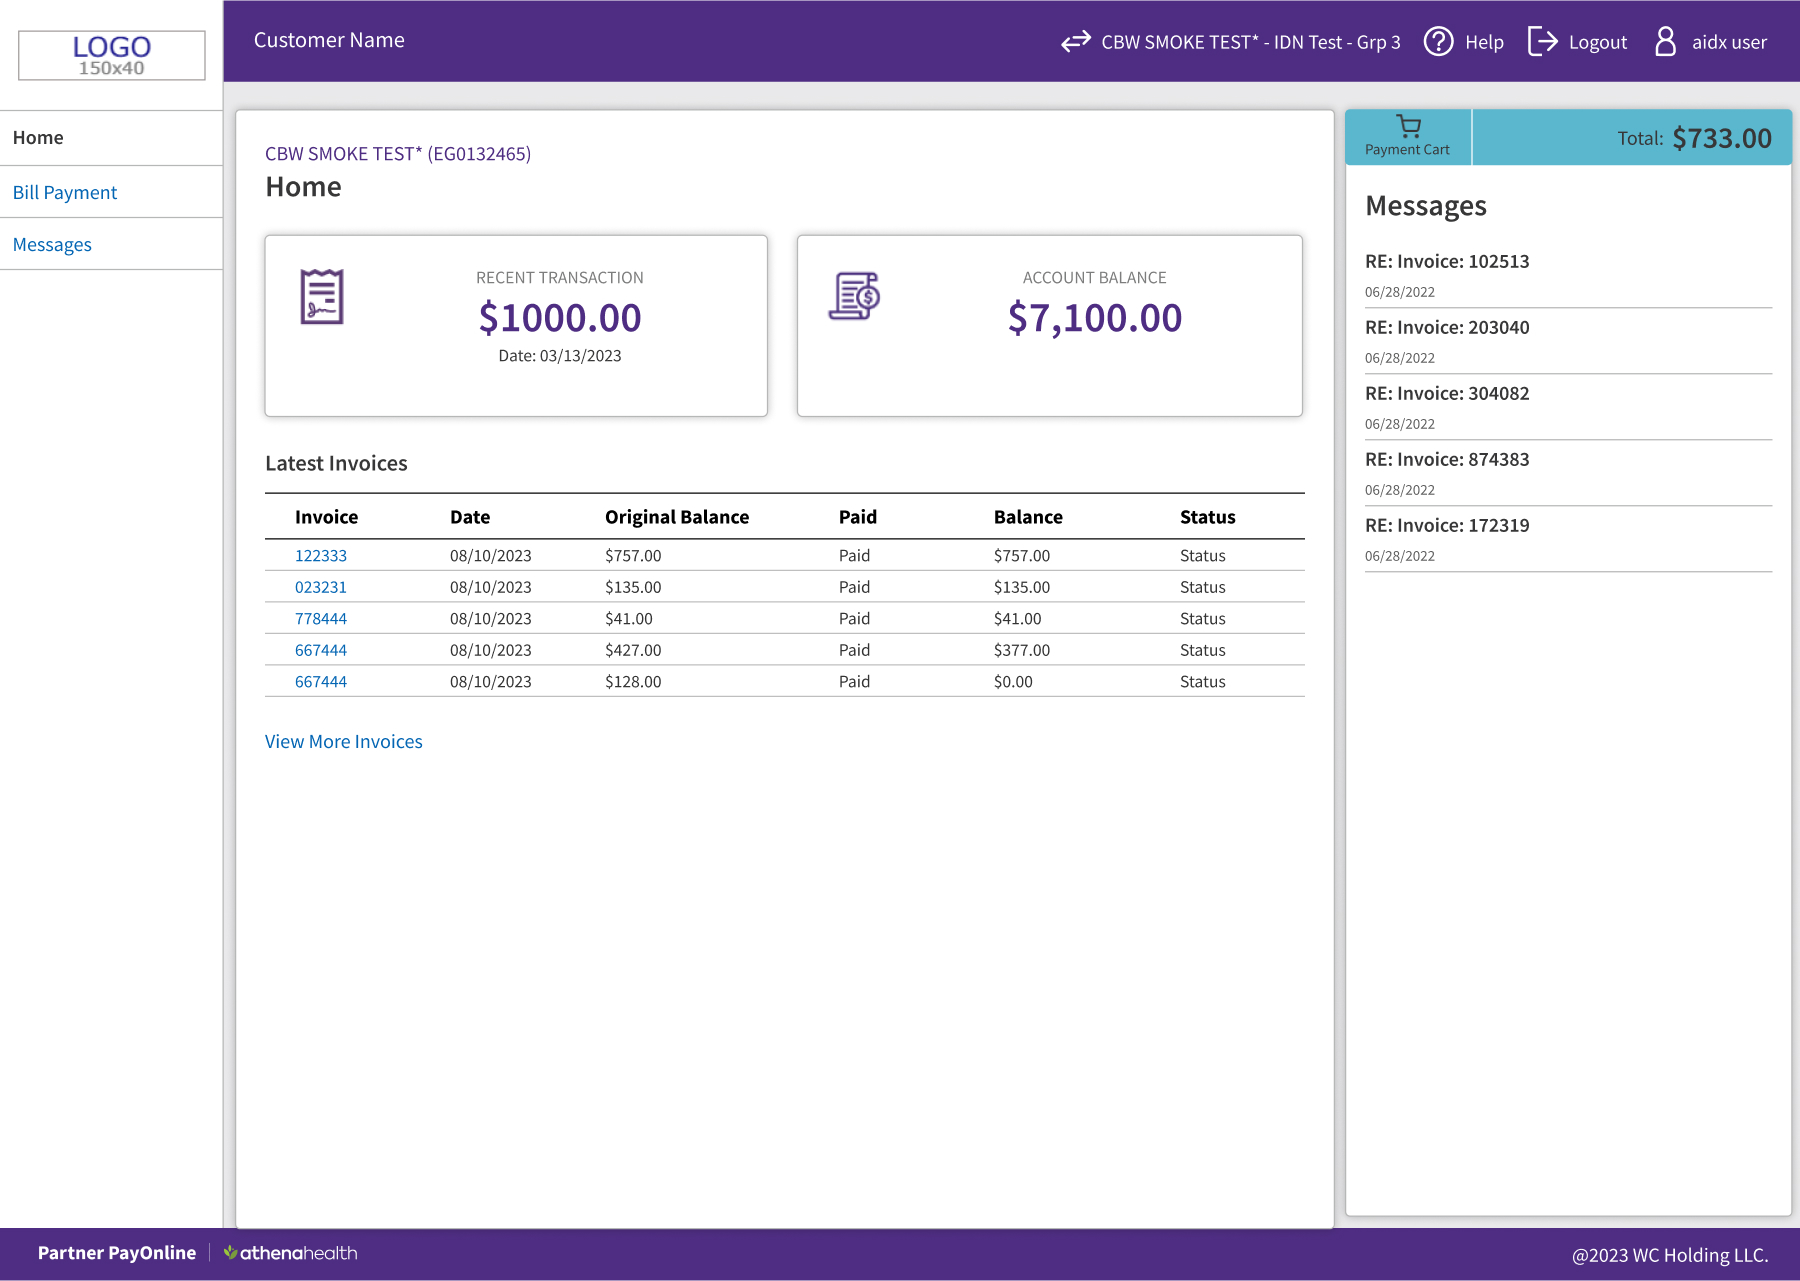 LOGO
150x40
Customer Name
CBW SMOKE TEST* - IDN Test - Grp 3
Help
Logout
aidx user
Home
Bill Payment
Messages
CBW SMOKE TEST* (EG0132465)
Home
RECENT TRANSACTION
$1000.00
Date: 03/13/2023
ACCOUNT BALANCE
$7,100.00
Latest Invoices
Invoice Date Original Balance Paid Balance Status
122333 08/10/2023 $757.00 Paid $757.00 Status
023231 08/10/2023 $135.00 Paid $135.00 Status
778444 08/10/2023 $41.00 Paid $41.00 Status
667444 08/10/2023 $427.00 Paid $377.00 Status
667444 08/10/2023 $128.00 Paid $0.00 Status
View More Invoices
Payment Cart
Total: $733.00
Messages
RE: Invoice: 102513
06/28/2022
RE: Invoice: 203040
06/28/2022
RE: Invoice: 304082
06/28/2022
RE: Invoice: 874383
06/28/2022
RE: Invoice: 172319
06/28/2022
Partner PayOnline
athenahealth
@2023 WC Holding LLC.